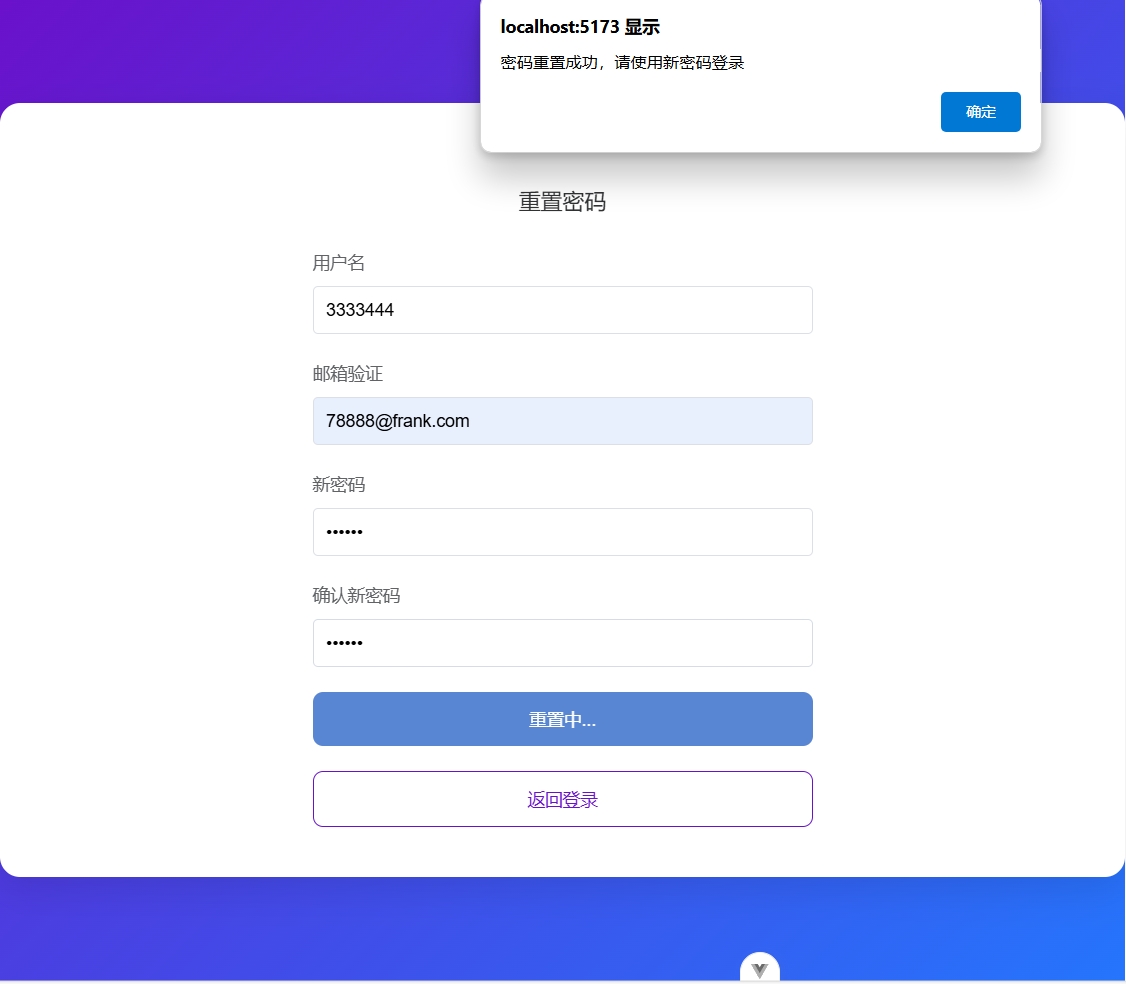 localhost:5173 显示
密码重置成功，请使用新密码登录
确定
重置密码
用户名
3333444
邮箱验证
78888@frank.com
新密码
••••••
确认新密码
••••••
重置中...
返回登录